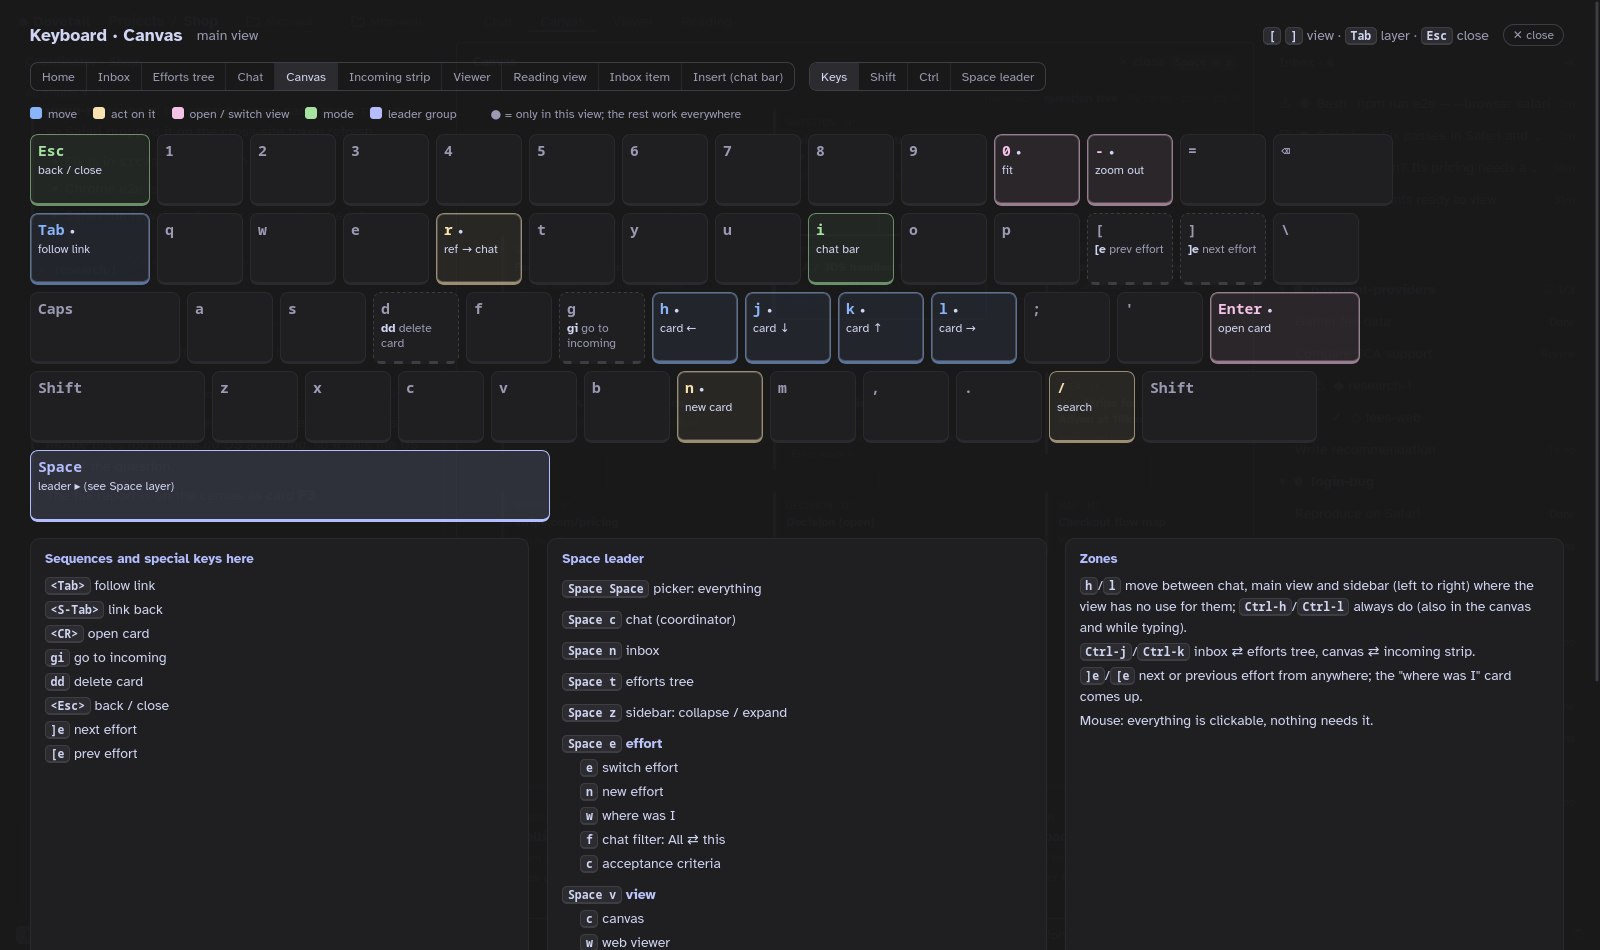 Keyboard · Canvas main view
[ ] view · Tab layer · Esc close ✕ close
Home Inbox Efforts tree Chat Canvas Incoming strip Viewer Reading view Inbox item Insert (chat bar)
Keys Shift Ctrl Space leader
move act on it open / switch view mode leader group ● = only in this view; the rest work everywhere
Esc 1 2 3 4 5 6 7 8 9 0 • - • = ⌫
back / close fit zoom out
Tab • q w e r • t y u i o p [ ] \
follow link ref → chat chat bar [e prev effort ]e next effort
Caps a s d f g h • j • k • l • ; ' Enter •
dd delete card
gi go to incoming
card ← card ↓ card ↑ card → open card
Shift z x c v b n • m , . / Shift
new card search
Space
leader ▸ (see Space layer)
Sequences and special keys here
<Tab> follow link
<S-Tab> link back
<CR> open card
gi go to incoming
dd delete card
<Esc> back / close
]e next effort
[e prev effort
Space leader
Space Space picker: everything
Space c chat (coordinator)
Space n inbox
Space t efforts tree
Space z sidebar: collapse / expand
Space e effort
e switch effort
n new effort
w where was I
f chat filter: All ⇄ this
c acceptance criteria
Space v view
c canvas
w web viewer
Zones
h/l move between chat, main view and sidebar (left to right) where the
view has no use for them; Ctrl-h/Ctrl-l always do (also in the canvas
and while typing).
Ctrl-j/Ctrl-k inbox ⇄ efforts tree, canvas ⇄ incoming strip.
]e/[e next or previous effort from anywhere; the "where was I" card
comes up.
Mouse: everything is clickable, nothing needs it.